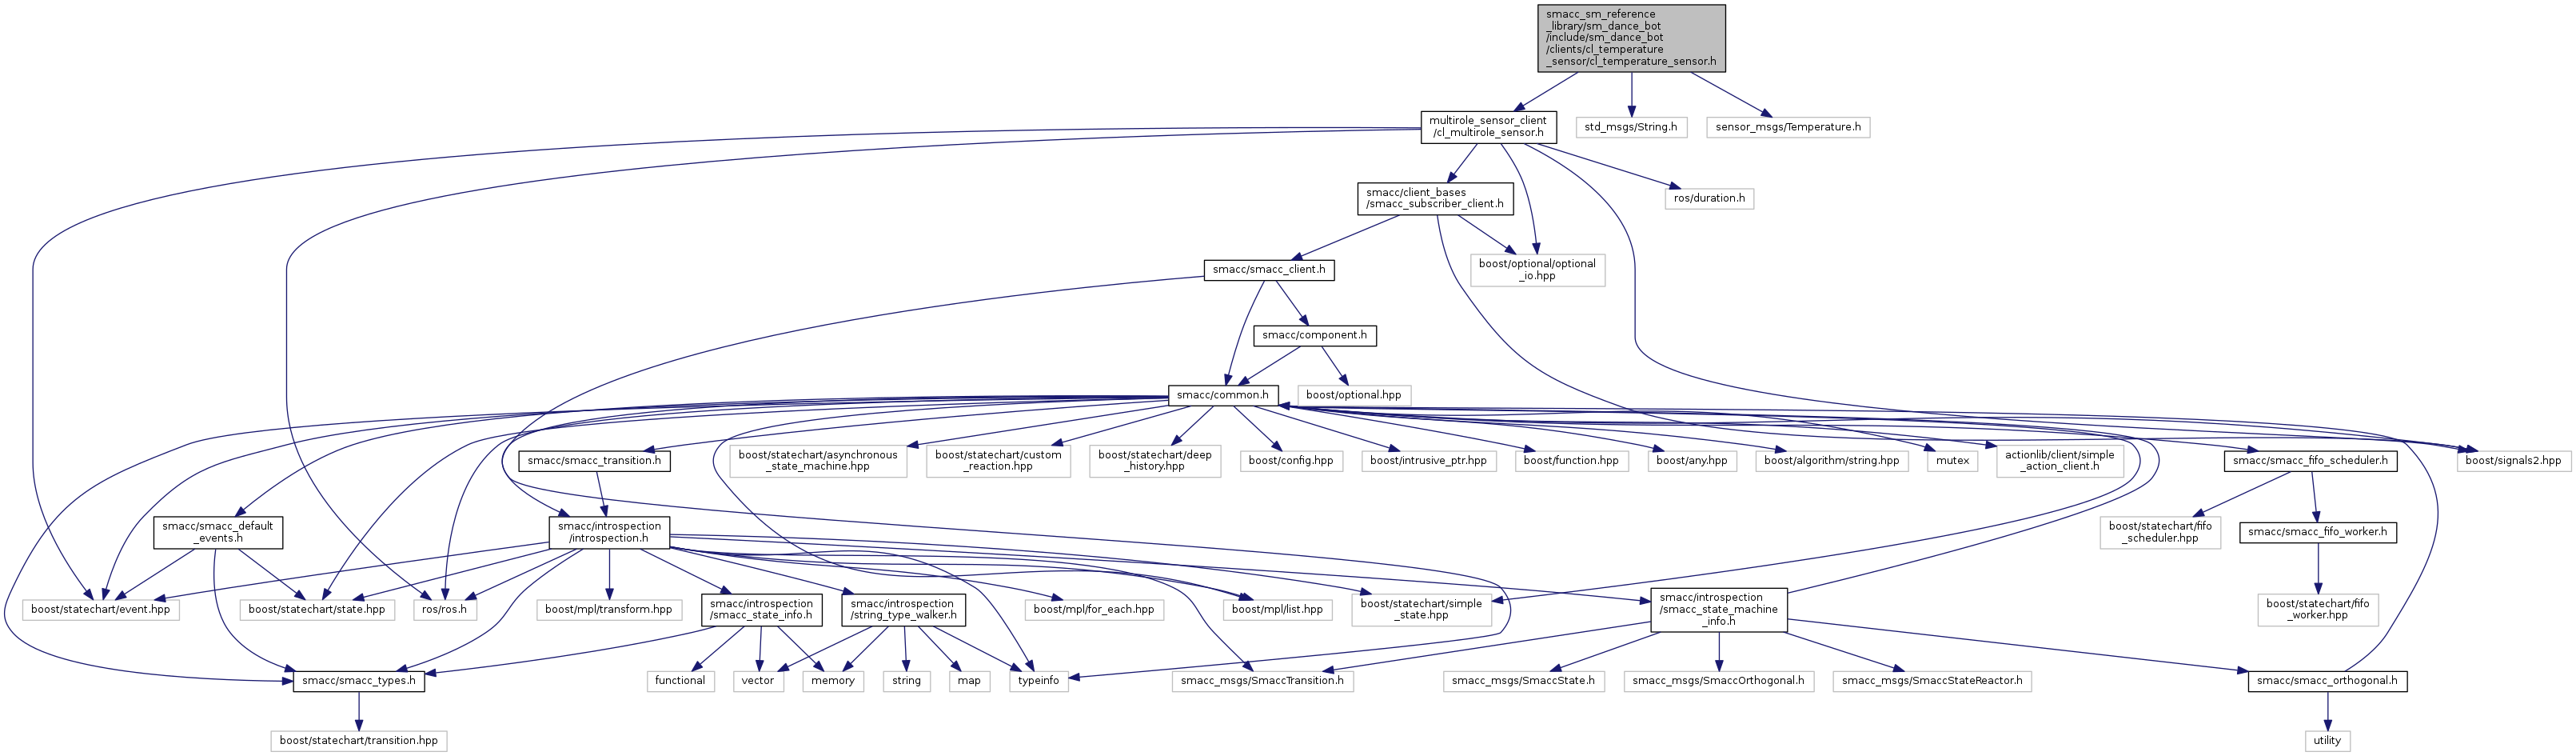 smacc_sm_reference
_library/sm_dance_bot
/include/sm_dance_bot
/clients/cl_temperature
_sensor/cl_temperature_sensor.h
multirole_sensor_client
/cl_multirole_sensor.h
std_msgs/String.h
sensor_msgs/Temperature.h
smacc/client_bases
/smacc_subscriber_client.h
ros/duration.h
smacc/smacc_client.h
boost/optional/optional
_io.hpp
smacc/component.h
smacc/common.h
boost/optional.hpp
smacc/smacc_transition.h
boost/statechart/asynchronous
_state_machine.hpp
boost/statechart/custom
_reaction.hpp
boost/statechart/deep
_history.hpp
boost/config.hpp
boost/intrusive_ptr.hpp
boost/function.hpp
boost/any.hpp
boost/algorithm/string.hpp
mutex
actionlib/client/simple
_action_client.h
smacc/smacc_fifo_scheduler.h
boost/signals2.hpp
smacc/smacc_default
_events.h
smacc/introspection
/introspection.h
boost/statechart/fifo
_scheduler.hpp
smacc/smacc_fifo_worker.h
boost/statechart/event.hpp
boost/statechart/state.hpp
ros/ros.h
boost/mpl/transform.hpp
smacc/introspection
/smacc_state_info.h
smacc/introspection
/string_type_walker.h
boost/mpl/for_each.hpp
boost/mpl/list.hpp
boost/statechart/simple
_state.hpp
smacc/introspection
/smacc_state_machine
_info.h
boost/statechart/fifo
_worker.hpp
smacc/smacc_types.h
functional
vector
memory
string
map
typeinfo
smacc_msgs/SmaccTransition.h
smacc_msgs/SmaccState.h
smacc_msgs/SmaccOrthogonal.h
smacc_msgs/SmaccStateReactor.h
smacc/smacc_orthogonal.h
boost/statechart/transition.hpp
utility